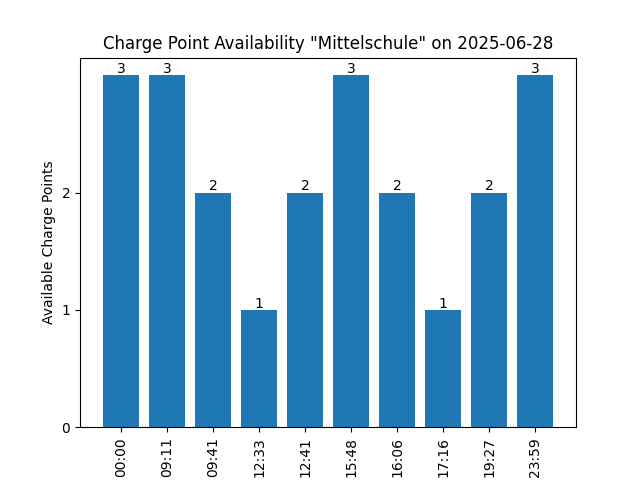 Charge Point Availability "Mittelschule" on 2025-06-28
3 3 2 1 2 3 2 1 2 3
Available Charge Points
2
1
0
00:00 09:11 09:41 12:33 12:41 15:48 16:06 17:16 19:27 23:59